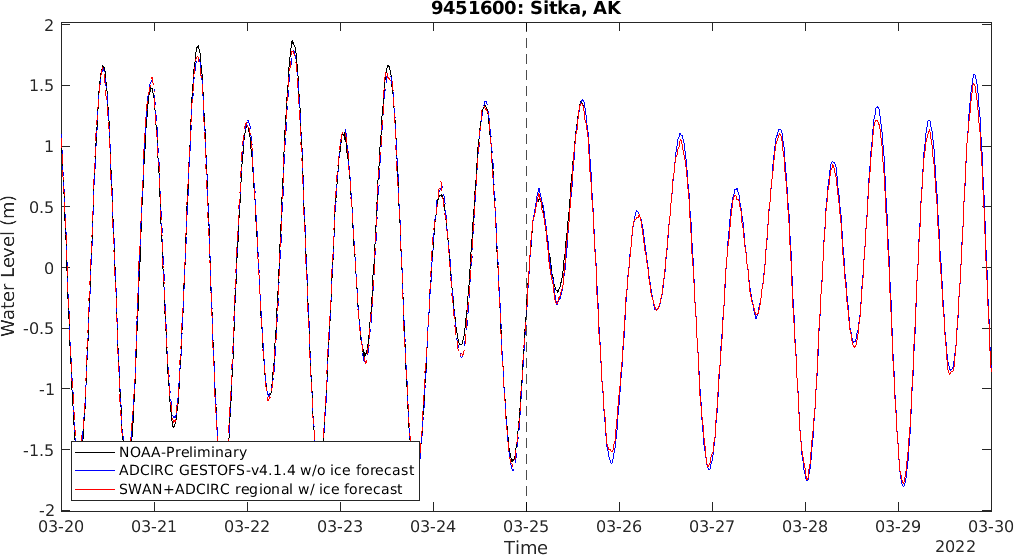 9451600: Sitka, AK
2
1.5
1
0.5
0
-0.5
-1
-1.5
-2
Water Level (m)
NOAA-Preliminary
ADCIRC GESTOFS-v4.1.4 w/o ice forecast
SWAN+ADCIRC regional w/ ice forecast
03-20 03-21 03-22 03-23 03-24 03-25 03-26 03-27 03-28 03-29 03-30
Time
2022